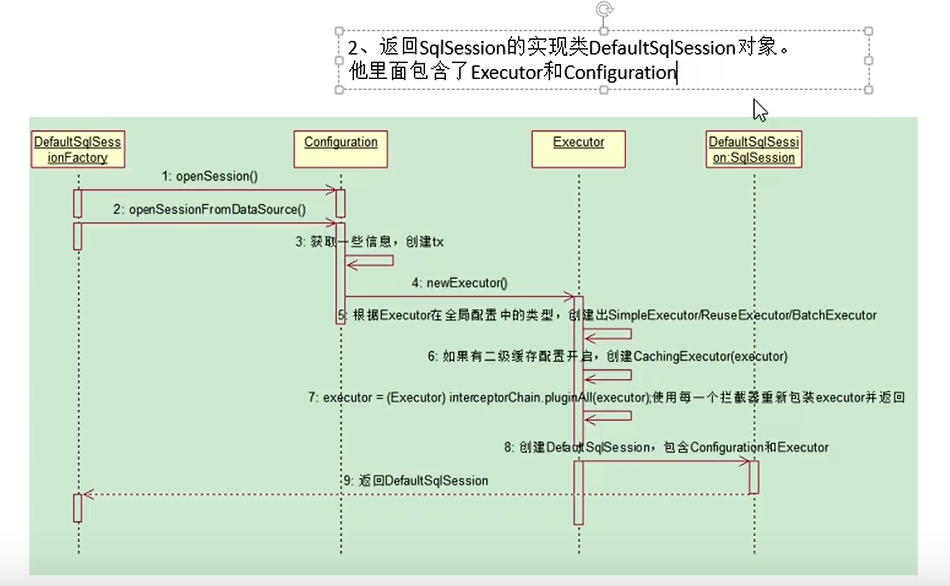 2、返回SqlSession的实现类DefaultSqlSession对象。
他里面包含了Executor和Configuration
DefaultSqlSess
ionFactory
Configuration
Executor
DefaultSqlSessi
on:SqlSession
1: openSession()
2: openSessionFromDataSource()
3: 获取一些信息，创建tx
4: newExecutor()
5: 根据Executor在全局配置中的类型，创建出SimpleExecutor/ReuseExecutor/BatchExecutor
6: 如果有二级缓存配置开启，创建CachingExecutor(executor)
7: executor = (Executor) interceptorChain.pluginAll(executor);使用每一个拦截器重新包装executor并返回
8: 创建DefaultSqlSession，包含Configuration和Executor
9: 返回DefaultSqlSession